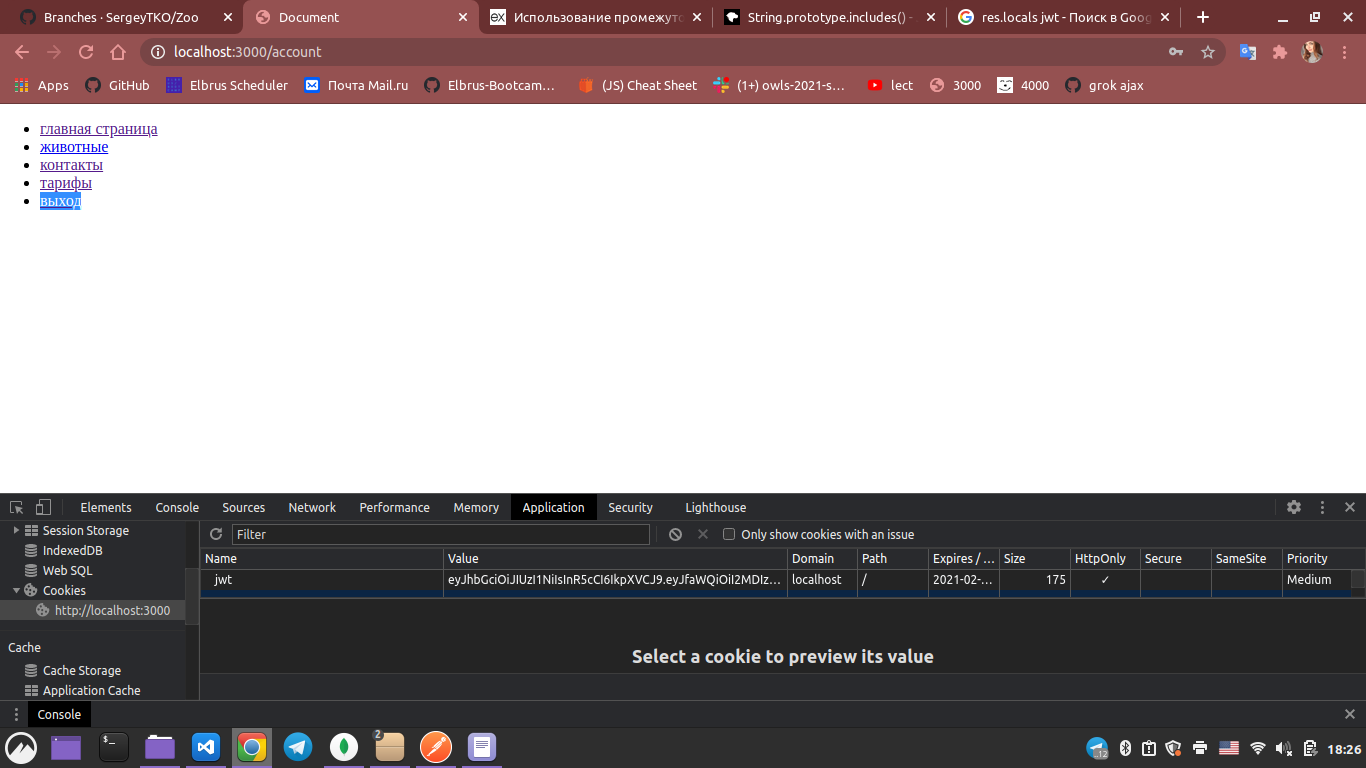 Branches · SergeyTKO/Zoo
Document
Использование промежуто
String.prototype.includes() -
res.locals jwt - Поиск в Goog
localhost:3000/account
Apps
GitHub
Elbrus Scheduler
Почта Mail.ru
Elbrus-Bootcam…
(JS) Cheat Sheet
(1+) owls-2021-s…
lect
3000
4000
grok ajax
главная страница
животные
контакты
тарифы
выход
Elements
Console
Sources
Network
Performance
Memory
Application
Security
Lighthouse
Session Storage
IndexedDB
Web SQL
Cookies
http://localhost:3000
Cache
Cache Storage
Application Cache
Filter
Only show cookies with an issue
Name Value Domain Path Expires / ... Size HttpOnly Secure SameSite Priority
jwt eyJhbGciOiJIUzI1NiIsInR5cCI6IkpXVCJ9.eyJfaWQiOiI2MDIz... localhost / 2021-02-... 175 ✓ Medium
Select a cookie to preview its value
Console
2
12
18:26